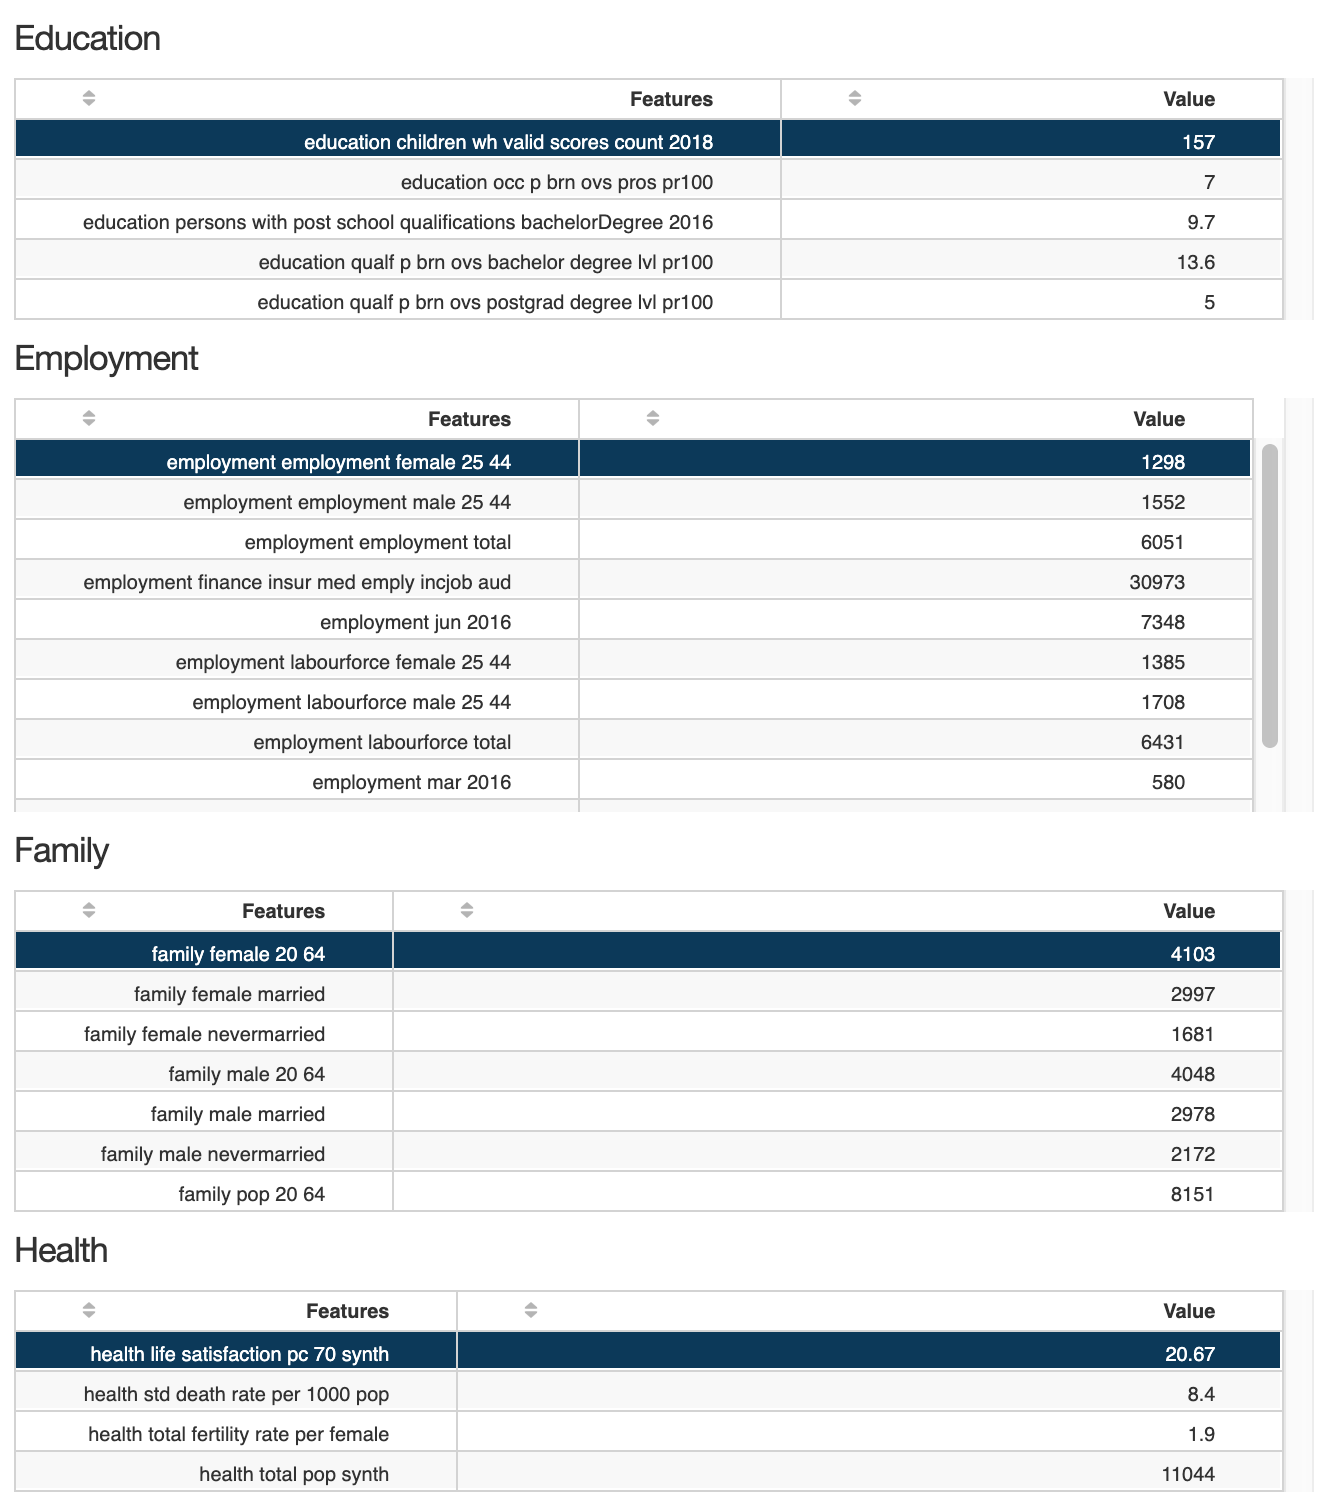 Education
Features Value
education children wh valid scores count 2018 157
education occ p brn ovs pros pr100 7
education persons with post school qualifications bachelorDegree 2016 9.7
education qualf p brn ovs bachelor degree lvl pr100 13.6
education qualf p brn ovs postgrad degree lvl pr100 5
Employment
Features Value
employment employment female 25 44 1298
employment employment male 25 44 1552
employment employment total 6051
employment finance insur med emply incjob aud 30973
employment jun 2016 7348
employment labourforce female 25 44 1385
employment labourforce male 25 44 1708
employment labourforce total 6431
employment mar 2016 580
Family
Features Value
family female 20 64 4103
family female married 2997
family female nevermarried 1681
family male 20 64 4048
family male married 2978
family male nevermarried 2172
family pop 20 64 8151
Health
Features Value
health life satisfaction pc 70 synth 20.67
health std death rate per 1000 pop 8.4
health total fertility rate per female 1.9
health total pop synth 11044